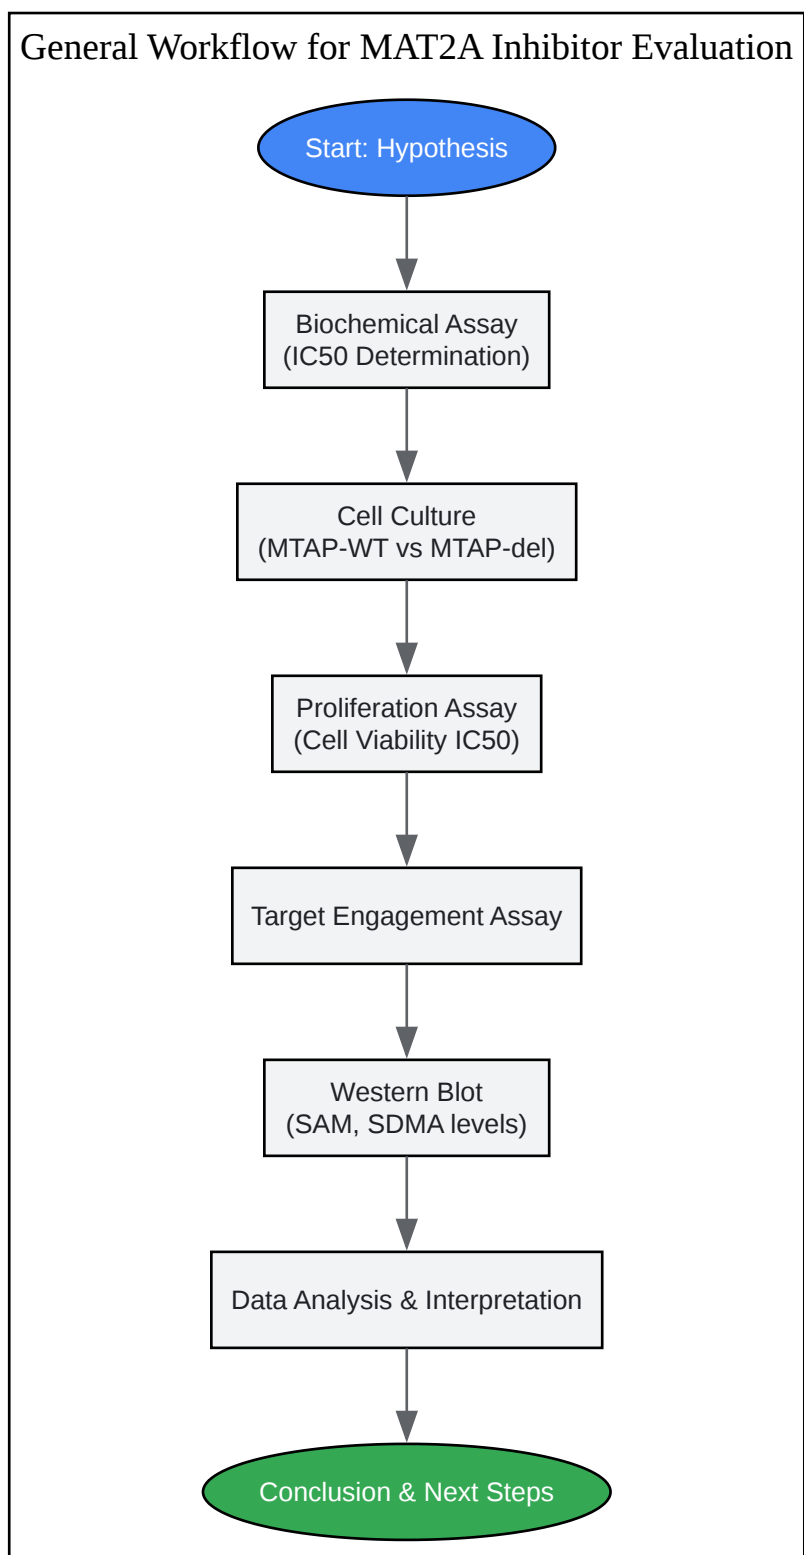 General Workflow for MAT2A Inhibitor Evaluation
Start: Hypothesis
Biochemical Assay
(IC50 Determination)
Cell Culture
(MTAP-WT vs MTAP-del)
Proliferation Assay
(Cell Viability IC50)
Target Engagement Assay
Western Blot
(SAM, SDMA levels)
Data Analysis & Interpretation
Conclusion & Next Steps